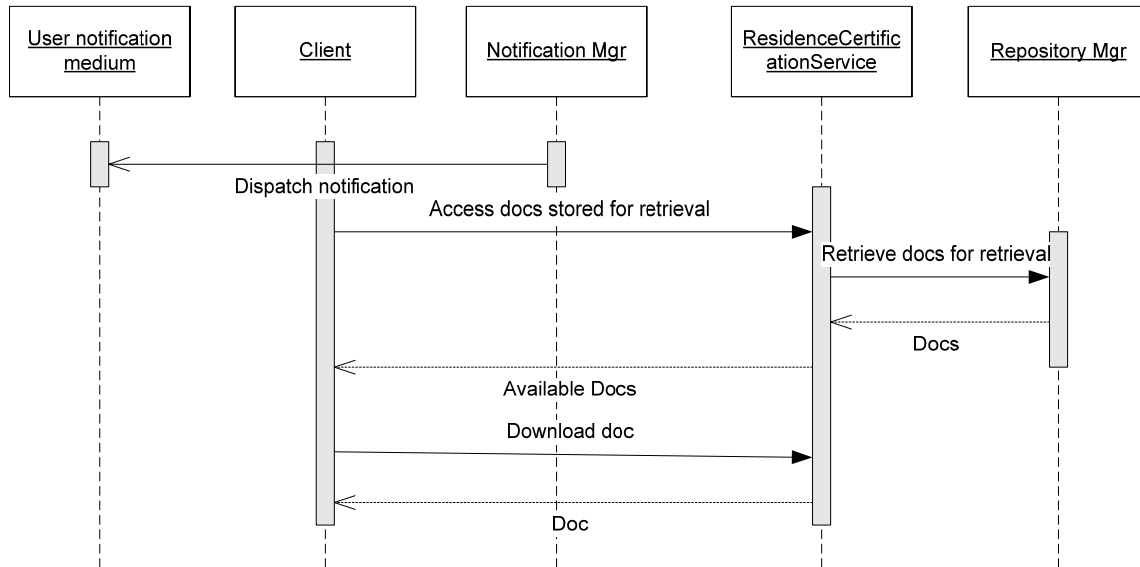 User notification
medium
Client
Notification Mgr
ResidenceCertific
ationService
Repository Mgr
Dispatch notification
Access docs stored for retrieval
Retrieve docs for retrieval
Docs
Available Docs
Download doc
Doc